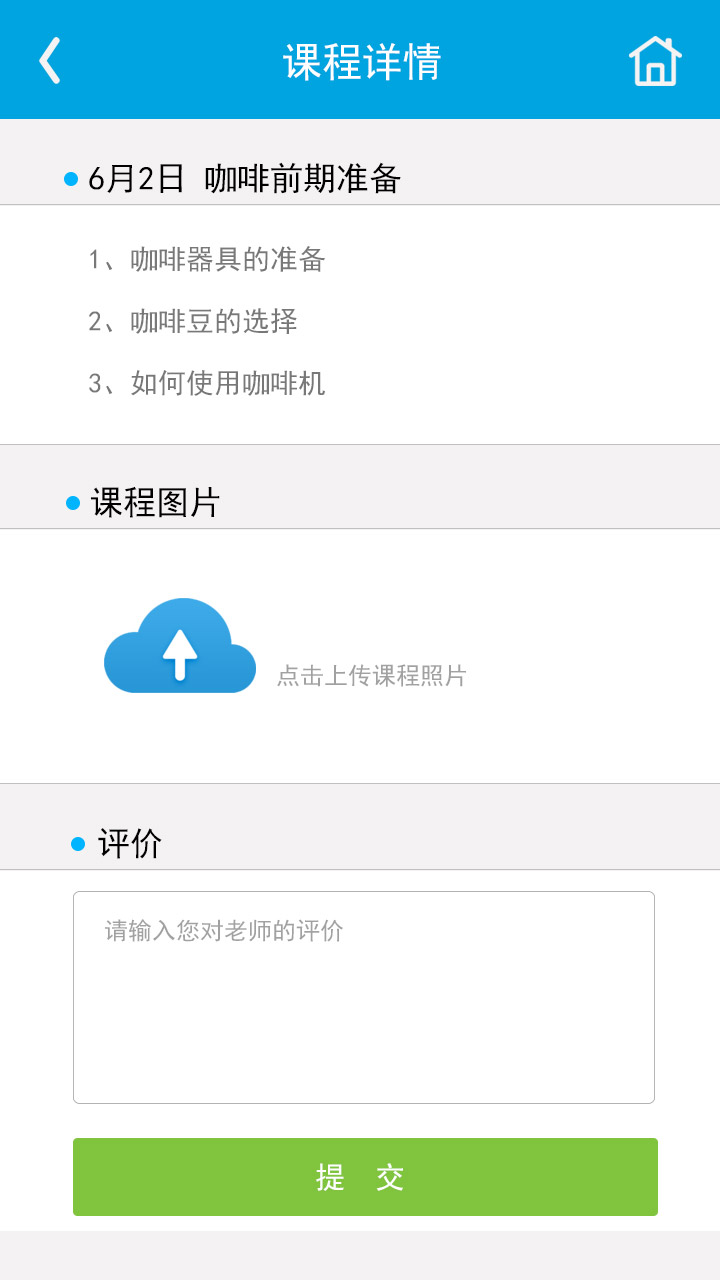 课程详情
6月2日 咖啡前期准备
1、咖啡器具的准备
2、咖啡豆的选择
3、如何使用咖啡机
课程图片
点击上传课程照片
评价
请输入您对老师的评价
提 交